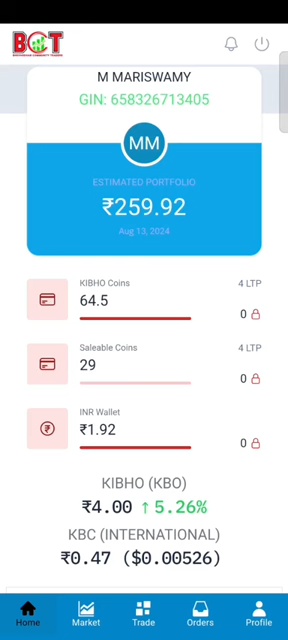 BCT
M MARISWAMY
GIN: 658326713405
MM
ESTIMATED PORTFOLIO
₹259.92
Aug 13, 2024
KIBHO Coins
4 LTP
64.5
0
Saleable Coins
4 LTP
29
0
INR Wallet
₹1.92
0
KIBHO (KBO)
₹4.00 ↑ 5.26%
KBC (INTERNATIONAL)
₹0.47 ($0.00526)
Home Market Trade Orders Profile